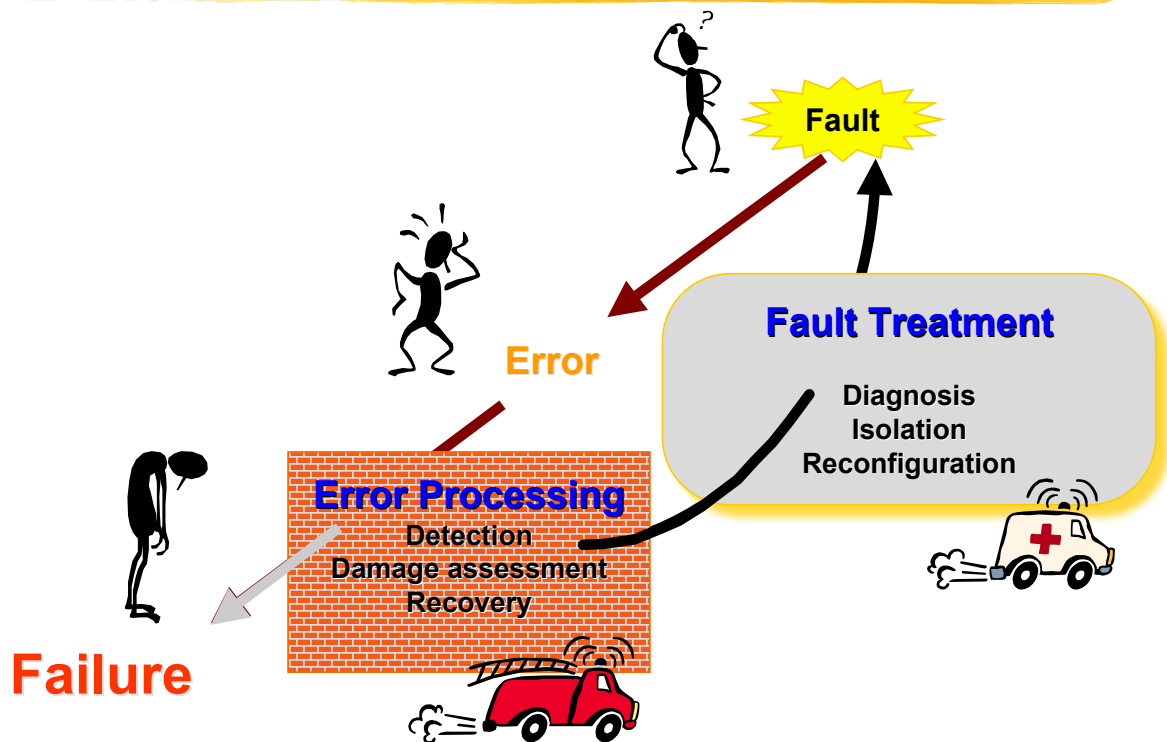 ?
Fault
Fault Treatment
Diagnosis
Isolation
Reconfiguration
Error
Error Processing
Detection
Damage assessment
Recovery
Failure